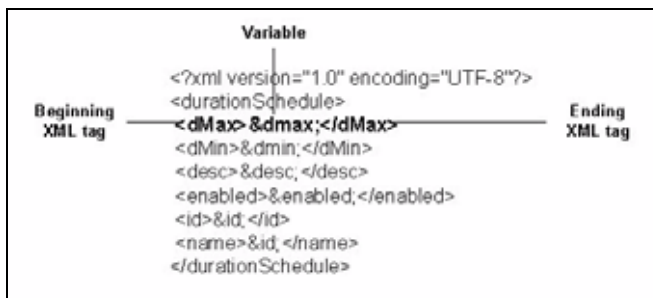 Variable
<?xml version="1.0" encoding="UTF-8"?>
<durationSchedule>
Beginning
XML tag
<dMax>&dmax;</dMax>
Ending
XML tag
<dMin>&dmin;</dMin>
<desc>&desc;</desc>
<enabled>&enabled;</enabled>
<id>&id;</id>
<name>&id;</name>
</durationSchedule>